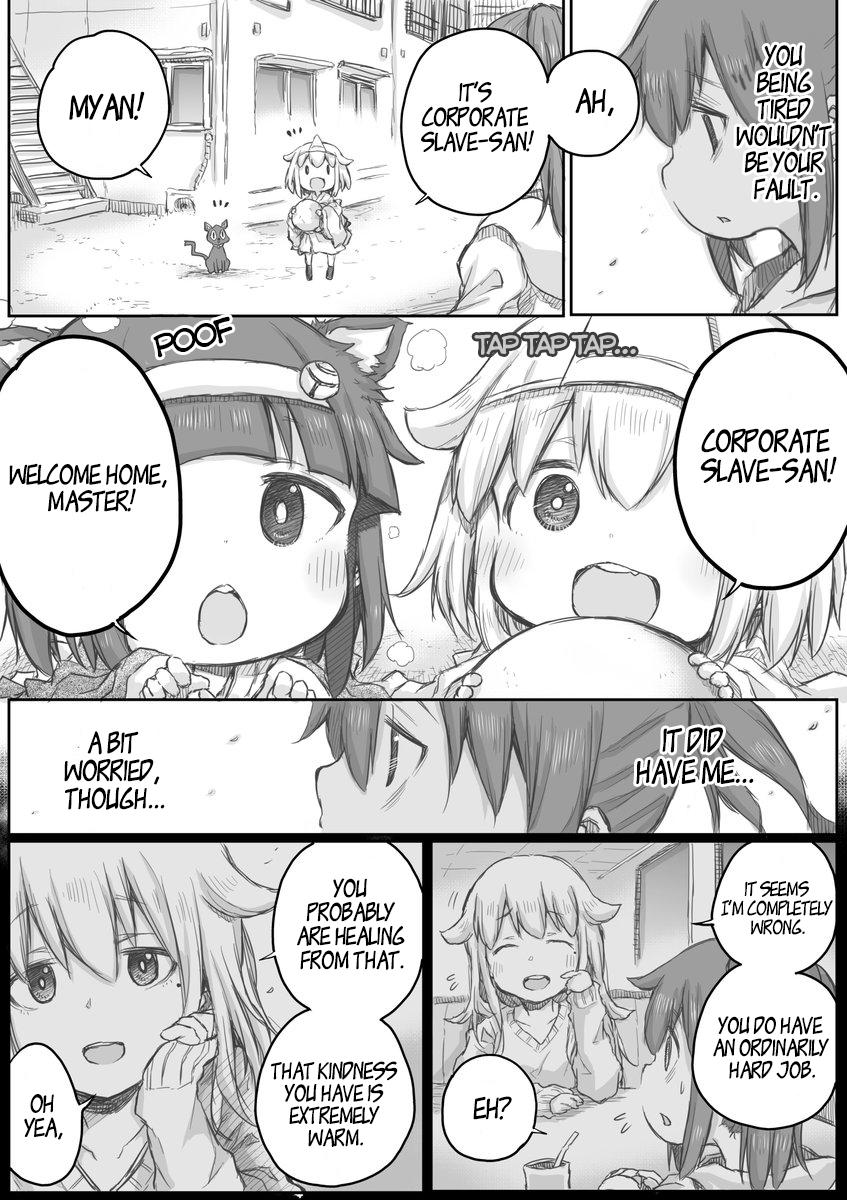 YOU
BEING
TIRED
WOULDN'T
BE YOUR
FAULT.
AH,
IT'S
CORPORATE
SLAVE-SAN!
MYAN!
TAP TAP TAP...
CORPORATE
SLAVE-SAN!
POOF
WELCOME HOME,
MASTER!
IT DID
HAVE ME...
A BIT
WORRIED,
THOUGH...
IT SEEMS
I'M COMPLETELY
WRONG.
YOU DO HAVE
AN ORDINARILY
HARD JOB.
EH?
YOU
PROBABLY
ARE HEALING
FROM THAT.
THAT KINDNESS
YOU HAVE IS
EXTREMELY
WARM.
OH
YEA,